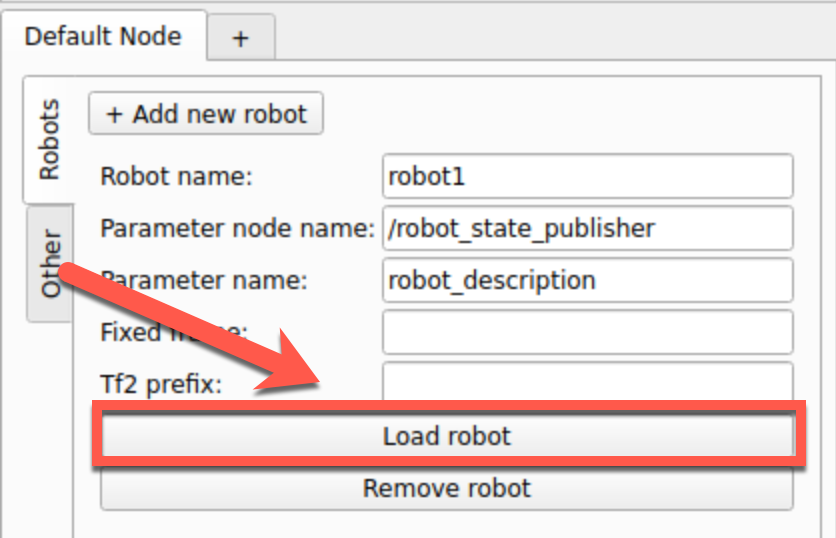 Default Node
+
Robots
+ Add new robot
Robot name: robot1
Parameter node name: /robot_state_publisher
Other
Parameter name: robot_description
Fixed frame:
Tf2 prefix:
Load robot
Remove robot